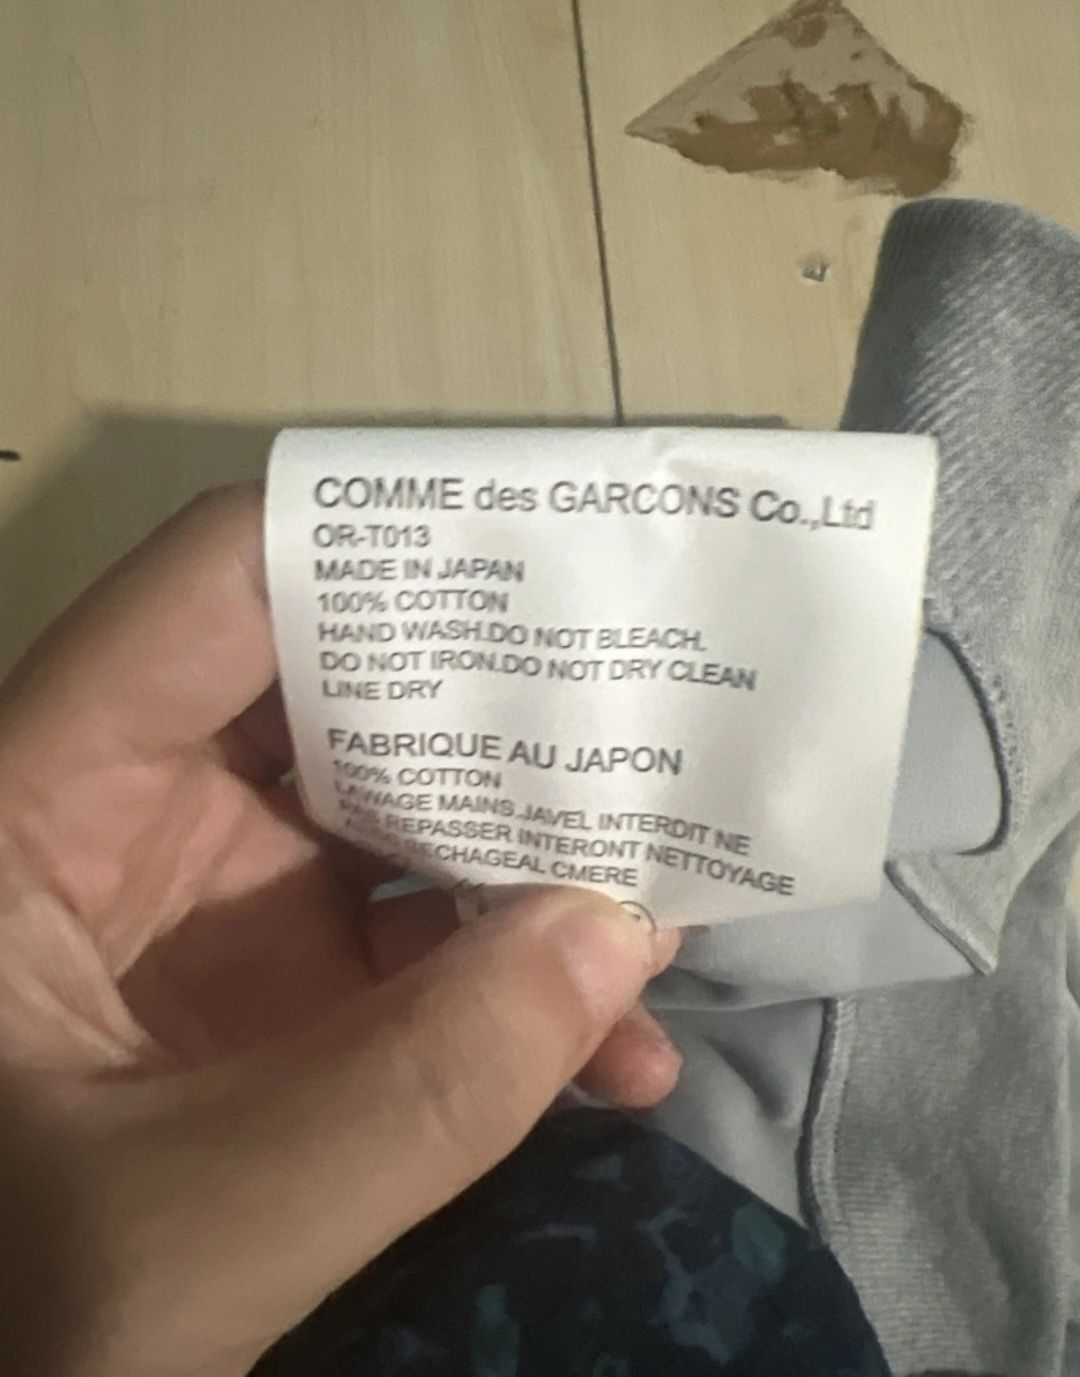 COMME des GARCONS Co.,Ltd
OR-T013
MADE IN JAPAN
100% COTTON
HAND WASH.DO NOT BLEACH.
DO NOT IRON.DO NOT DRY CLEAN
LINE DRY
FABRIQUE AU JAPON
100% COTTON
LAWAGE MAINS.JAVEL INTERDIT NE
PAS REPASSER INTERONT NETTOYAGE
CMERE